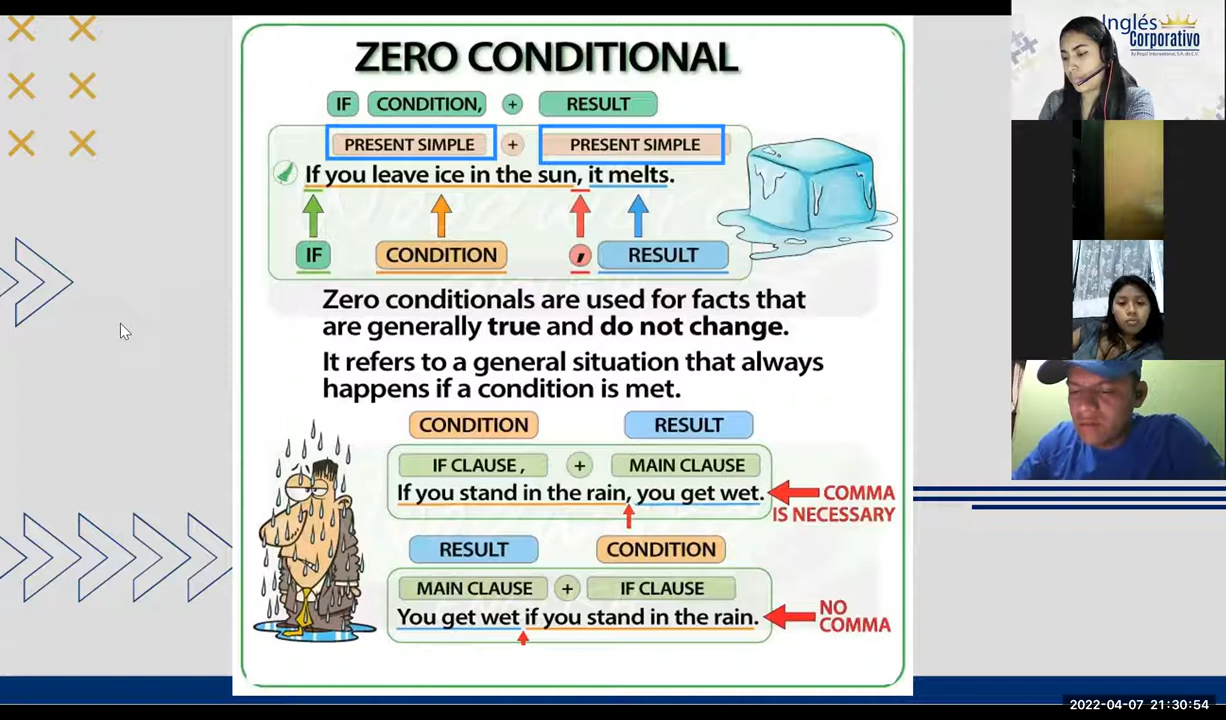 ZERO CONDITIONAL
IF CONDITION, + RESULT
PRESENT SIMPLE + PRESENT SIMPLE
If you leave ice in the sun, it melts.
IF CONDITION , RESULT
Zero conditionals are used for facts that
are generally true and do not change.
It refers to a general situation that always
happens if a condition is met.
CONDITION RESULT
IF CLAUSE , + MAIN CLAUSE
If you stand in the rain, you get wet.
COMMA
IS NECESSARY
RESULT CONDITION
MAIN CLAUSE + IF CLAUSE
You get wet if you stand in the rain.
NO
COMMA
Inglés
Corporativo
By Royal International, S.A. de C.V.
2022-04-07 21:30:54